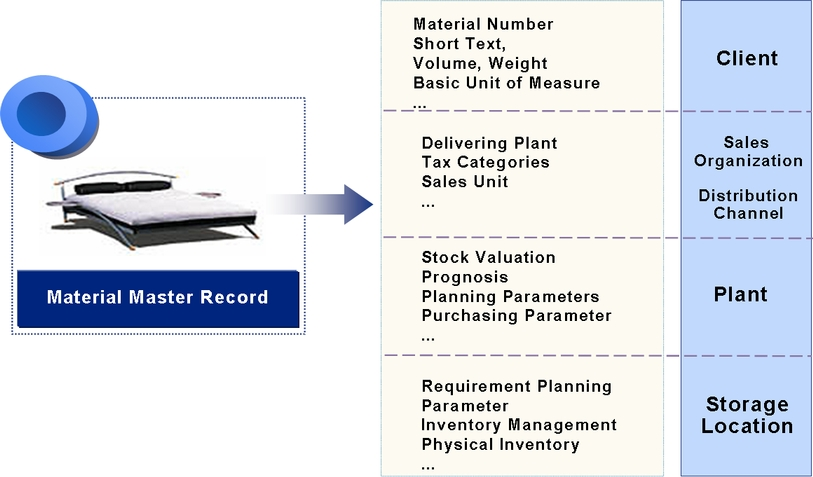 Material Number
Short Text,
Volume, Weight
Basic Unit of Measure
...
Client
Delivering Plant
Tax Categories
Sales Unit
...
Sales
Organization
Distribution
Channel
Material Master Record
Stock Valuation
Prognosis
Planning Parameters
Purchasing Parameter
...
Plant
Requirement Planning
Parameter
Inventory Management
Physical Inventory
...
Storage
Location